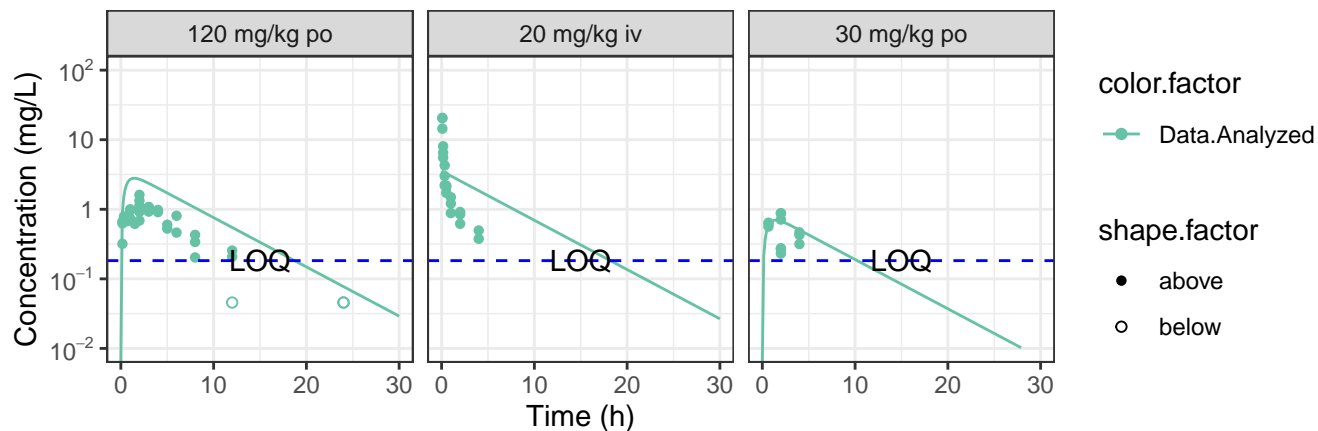 120 mg/kg po
20 mg/kg iv
30 mg/kg po
Concentration (mg/L)
10²
10
1
10⁻¹
10⁻²
LOQ
LOQ
LOQ
0 10 20 30
0 10 20 30
0 10 20 30
Time (h)
color.factor
Data.Analyzed
shape.factor
above
below